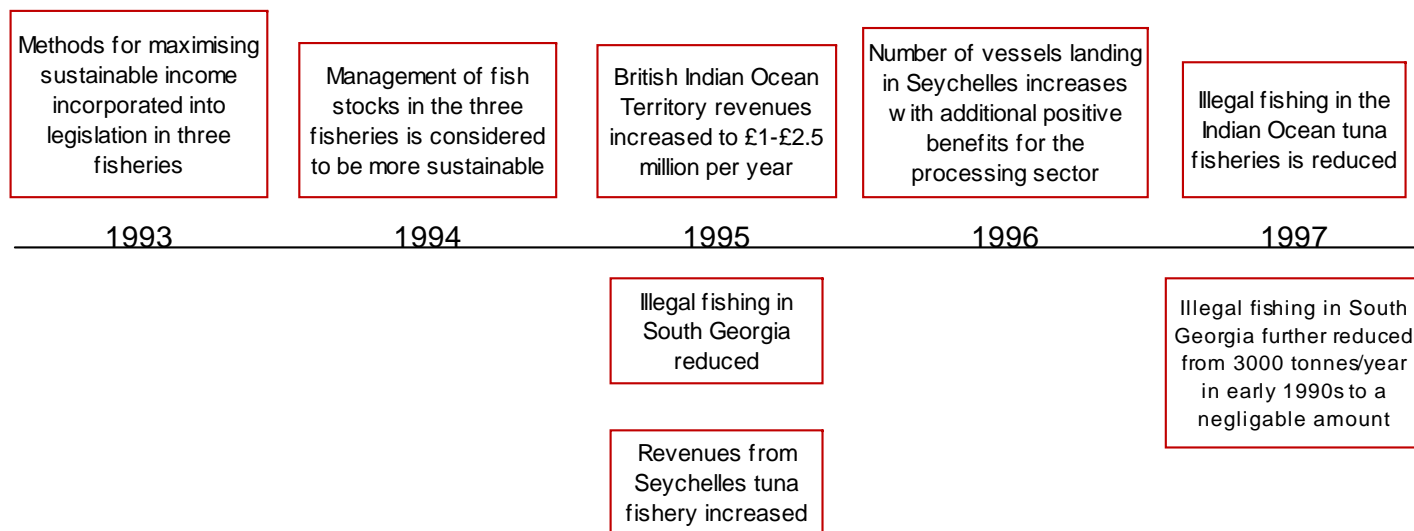 Methods for maximising
sustainable income
incorporated into
legislation in three
fisheries
Management of fish
stocks in the three
fisheries is considered
to be more sustainable
British Indian Ocean
Territory revenues
increased to £1-£2.5
million per year
Number of vessels landing
in Seychelles increases
with additional positive
benefits for the
processing sector
Illegal fishing in the
Indian Ocean tuna
fisheries is reduced
1993
1994
1995
1996
1997
Illegal fishing in
South Georgia
reduced
Illegal fishing in South
Georgia further reduced
from 3000 tonnes/year
in early 1990s to a
negligable amount
Revenues from
Seychelles tuna
fishery increased